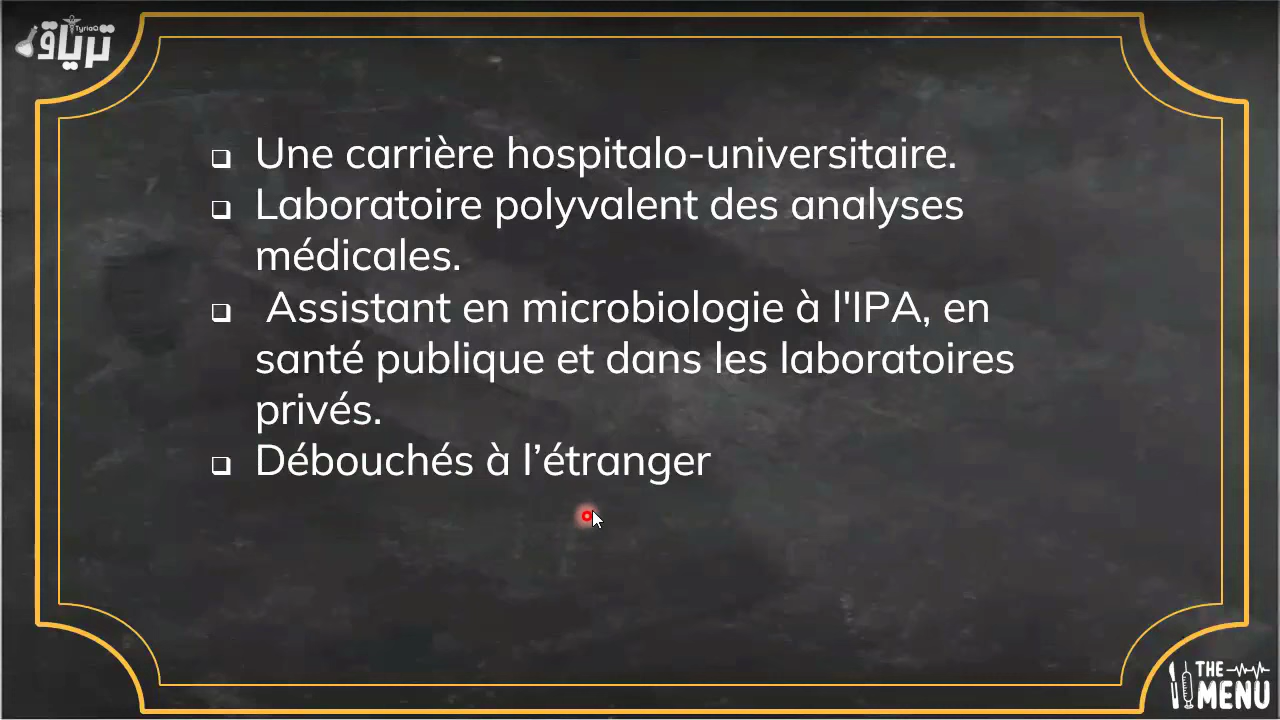 TyriaQ
ترياق
Une carrière hospitalo-universitaire.
Laboratoire polyvalent des analyses
médicales.
Assistant en microbiologie à l'IPA, en
santé publique et dans les laboratoires
privés.
Débouchés à l’étranger
THE
MENU